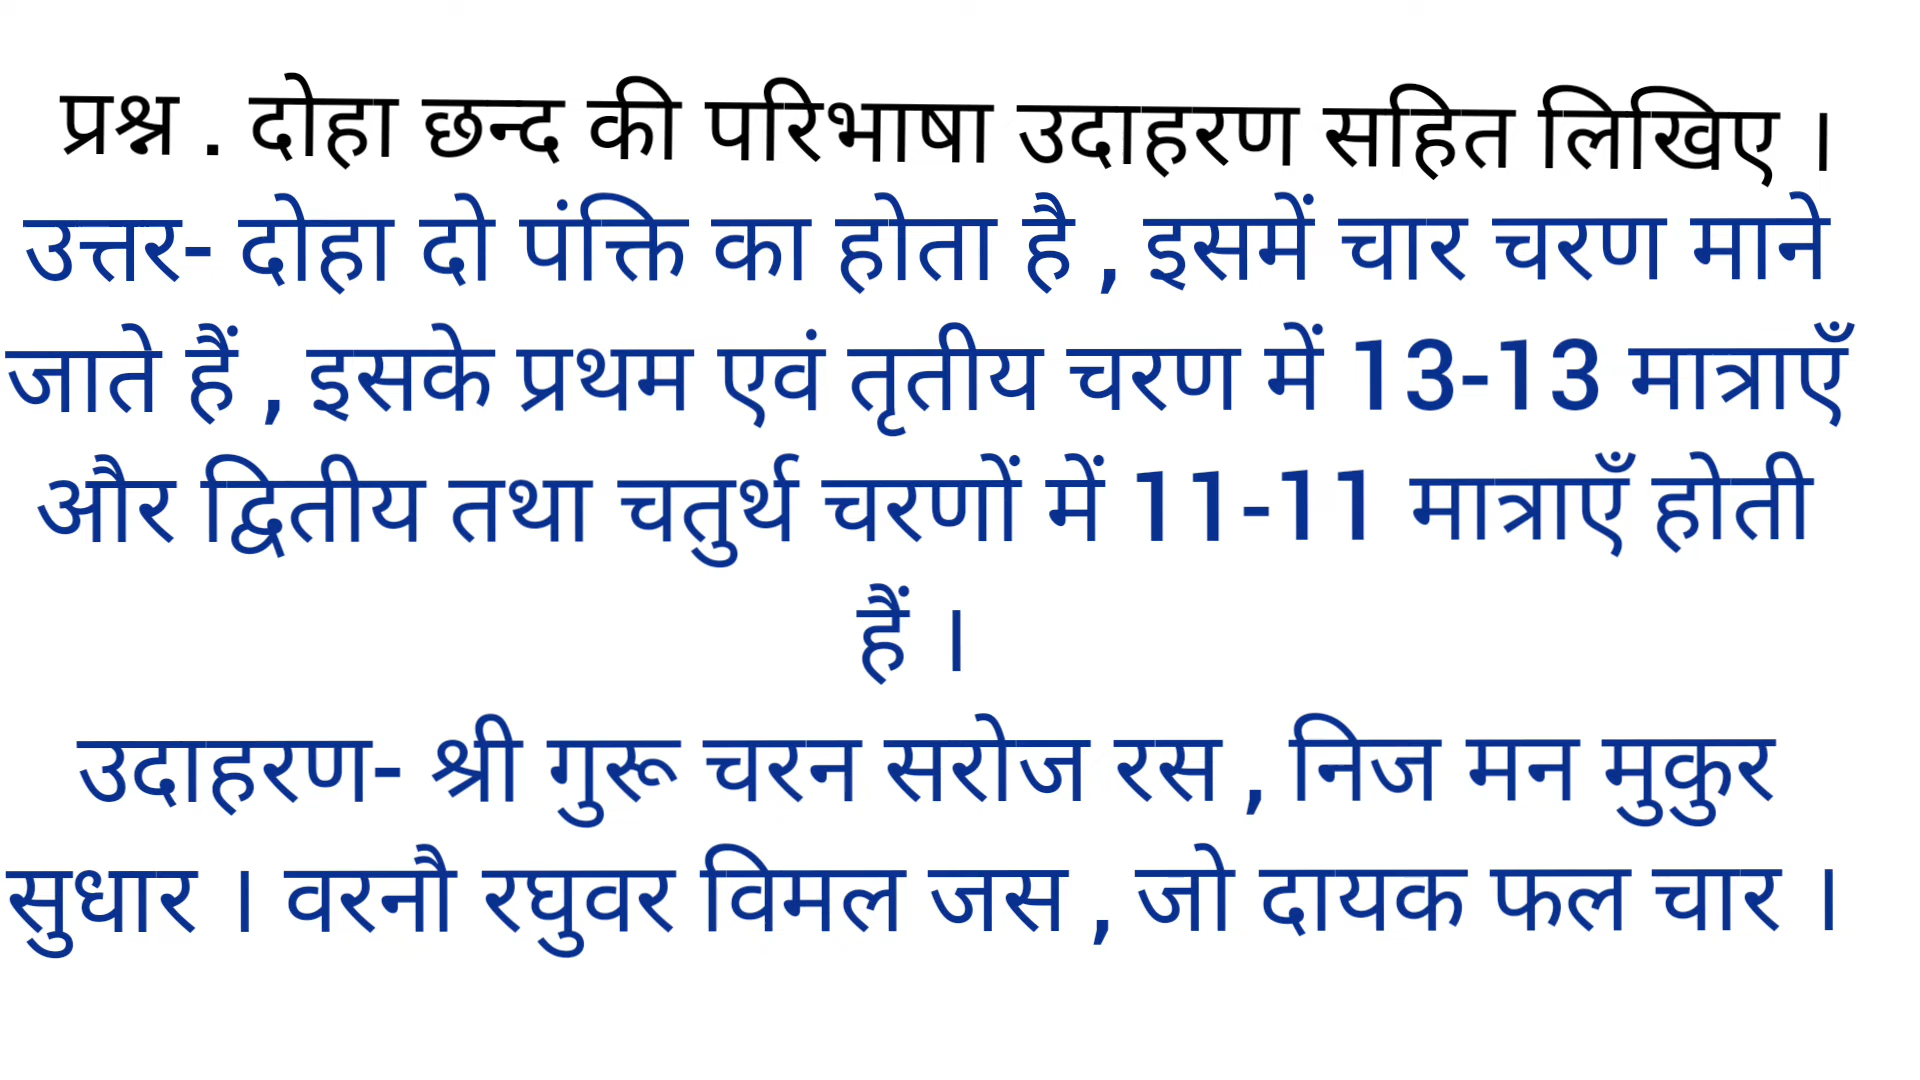 प्रश्न . दोहा छन्द की परिभाषा उदाहरण सहित लिखिए ।
उत्तर- दोहा दो पंक्ति का होता है , इसमें चार चरण माने
जाते हैं , इसके प्रथम एवं तृतीय चरण में 13-13 मात्राएँ
और द्वितीय तथा चतुर्थ चरणों में 11-11 मात्राएँ होती
हैं ।
उदाहरण- श्री गुरू चरन सरोज रस , निज मन मुकुर
सुधार । वरनौ रघुवर विमल जस , जो दायक फल चार ।